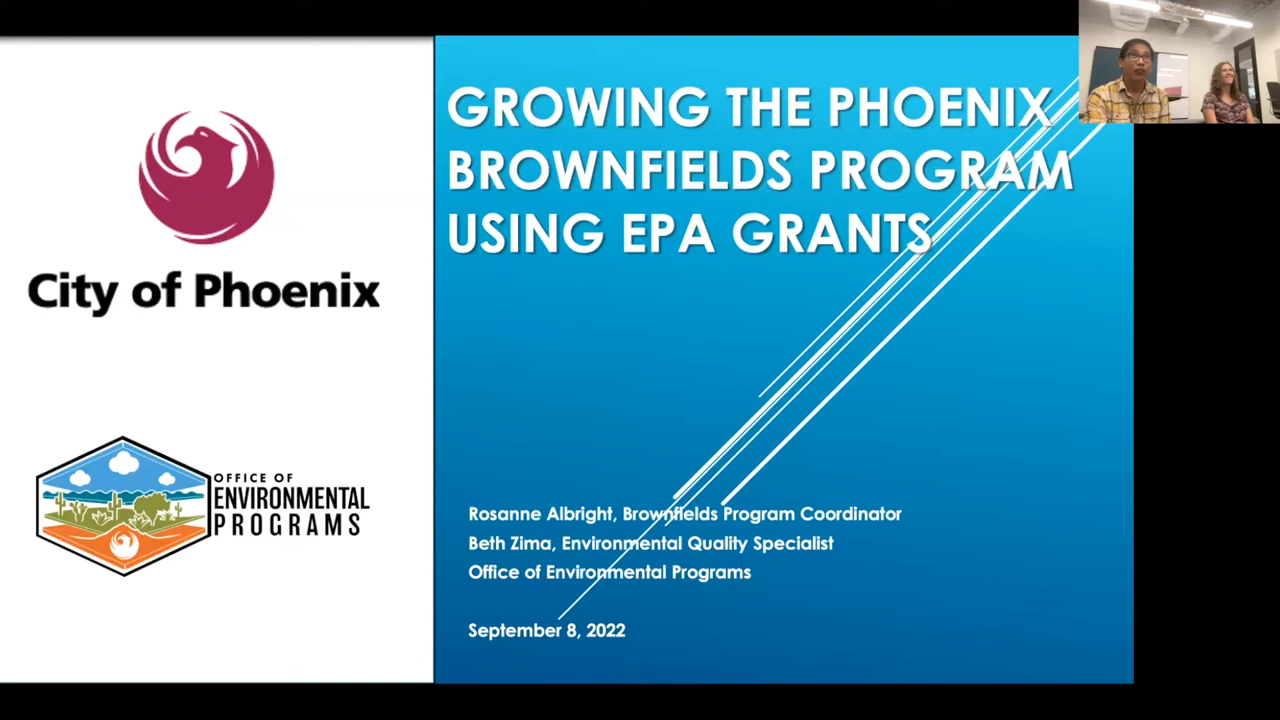 City of Phoenix
OFFICE OF
ENVIRONMENTAL
PROGRAMS
GROWING THE PHOENIX
BROWNFIELDS PROGRAM
USING EPA GRANTS
Rosanne Albright, Brownfields Program Coordinator
Beth Zima, Environmental Quality Specialist
Office of Environmental Programs
September 8, 2022